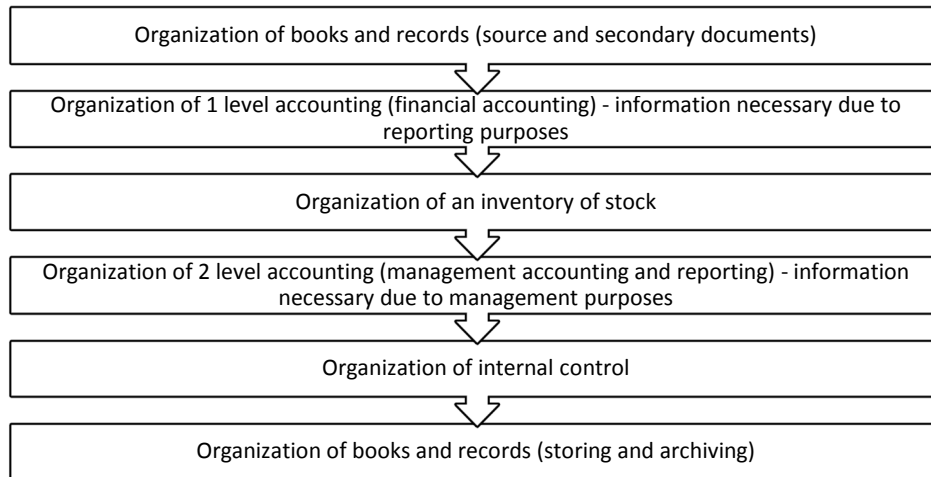 Organization of books and records (source and secondary documents)
Organization of 1 level accounting (financial accounting) - information necessary due to
reporting purposes
Organization of an inventory of stock
Organization of 2 level accounting (management accounting and reporting) - information
necessary due to management purposes
Organization of internal control
Organization of books and records (storing and archiving)